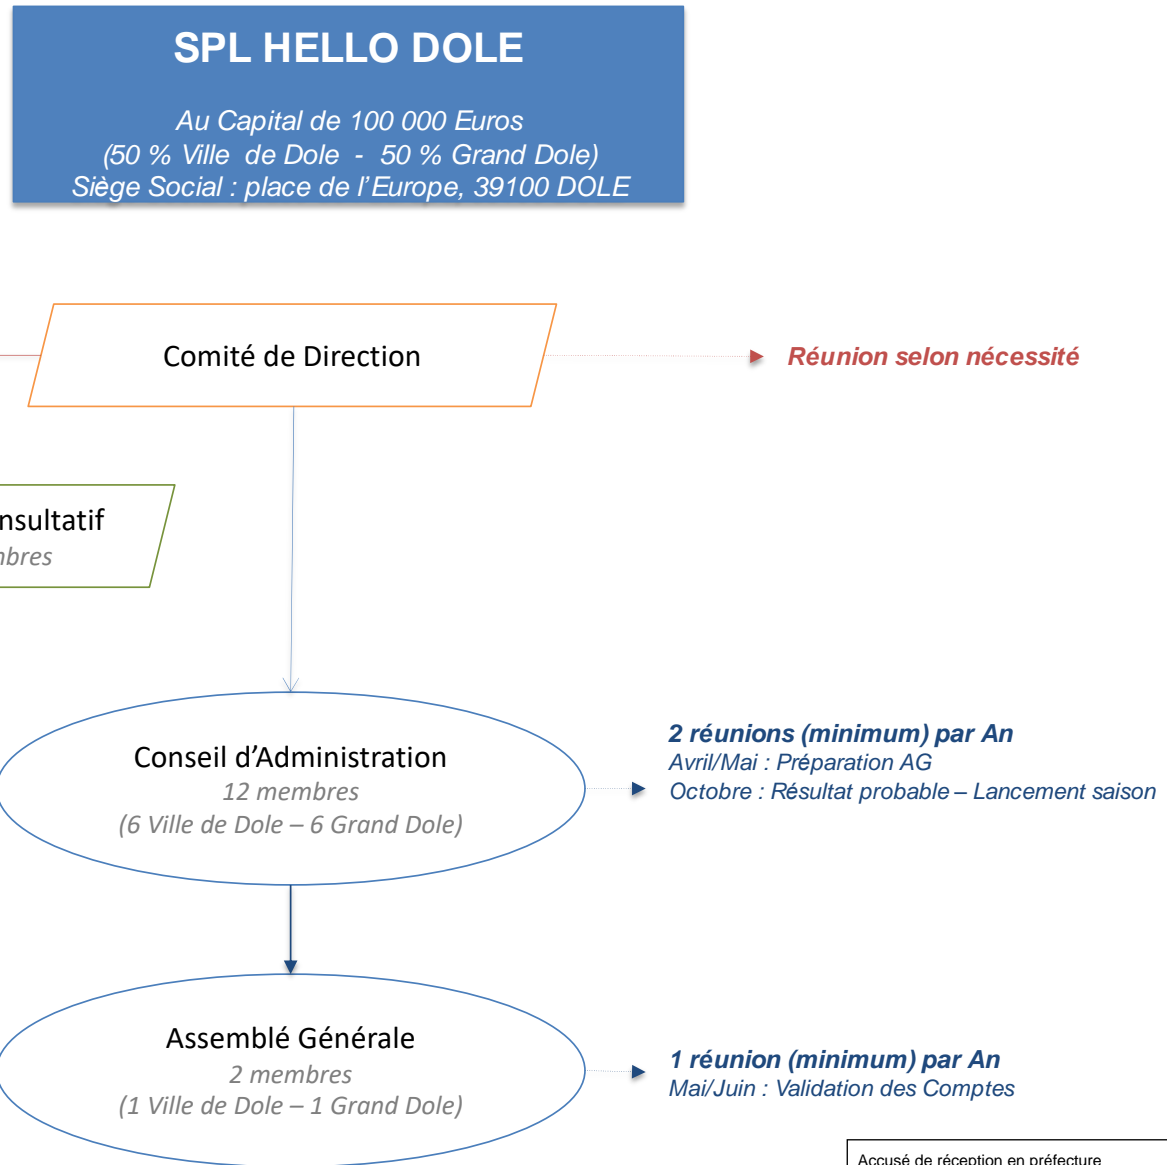 SPL HELLO DOLE
Au Capital de 100 000 Euros
(50 % Ville de Dole - 50 % Grand Dole)
Siège Social : place de l'Europe, 39100 DOLE
Comité de Direction
Réunion selon nécessité
nsultatif
nbres
Conseil d'Administration
12 membres
(6 Ville de Dole – 6 Grand Dole)
2 réunions (minimum) par An
Avril/Mai : Préparation AG
Octobre : Résultat probable – Lancement saison
Assemblé Générale
2 membres
(1 Ville de Dole – 1 Grand Dole)
1 réunion (minimum) par An
Mai/Juin : Validation des Comptes
Accusé de réception en préfecture